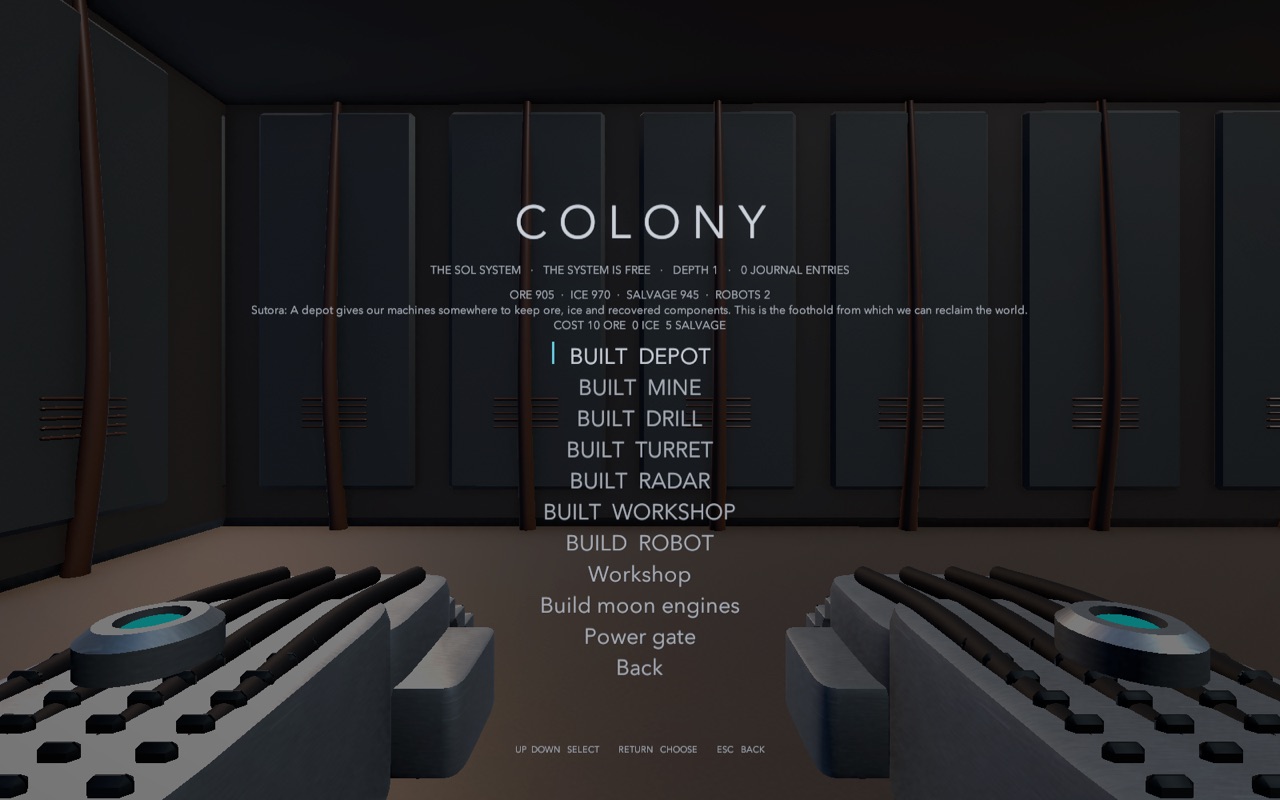 COLONY
THE SOL SYSTEM · THE SYSTEM IS FREE · DEPTH 1 · 0 JOURNAL ENTRIES
ORE 905 · ICE 970 · SALVAGE 945 · ROBOTS 2
Sutora: A depot gives our machines somewhere to keep ore, ice and recovered components. This is the foothold from which we can reclaim the world.
COST 10 ORE 0 ICE 5 SALVAGE
BUILT DEPOT
BUILT MINE
BUILT DRILL
BUILT TURRET
BUILT RADAR
BUILT WORKSHOP
BUILD ROBOT
Workshop
Build moon engines
Power gate
Back
UP DOWN SELECT RETURN CHOOSE ESC BACK